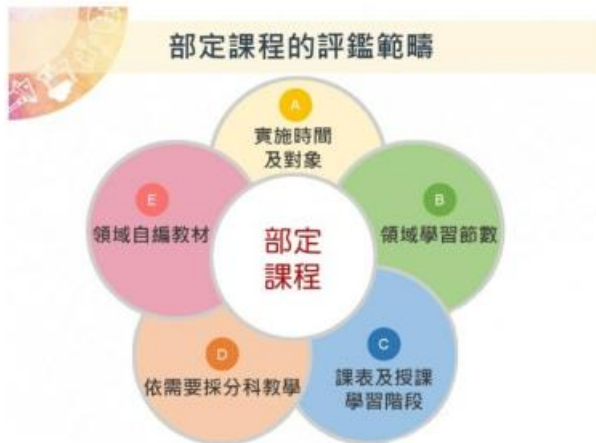 部定課程的評鑑範疇
A
實施時間
及對象
B
領域學習節數
C
課表及授課
學習階段
D
依需要採分科教學
E
領域自編教材
部定
課程